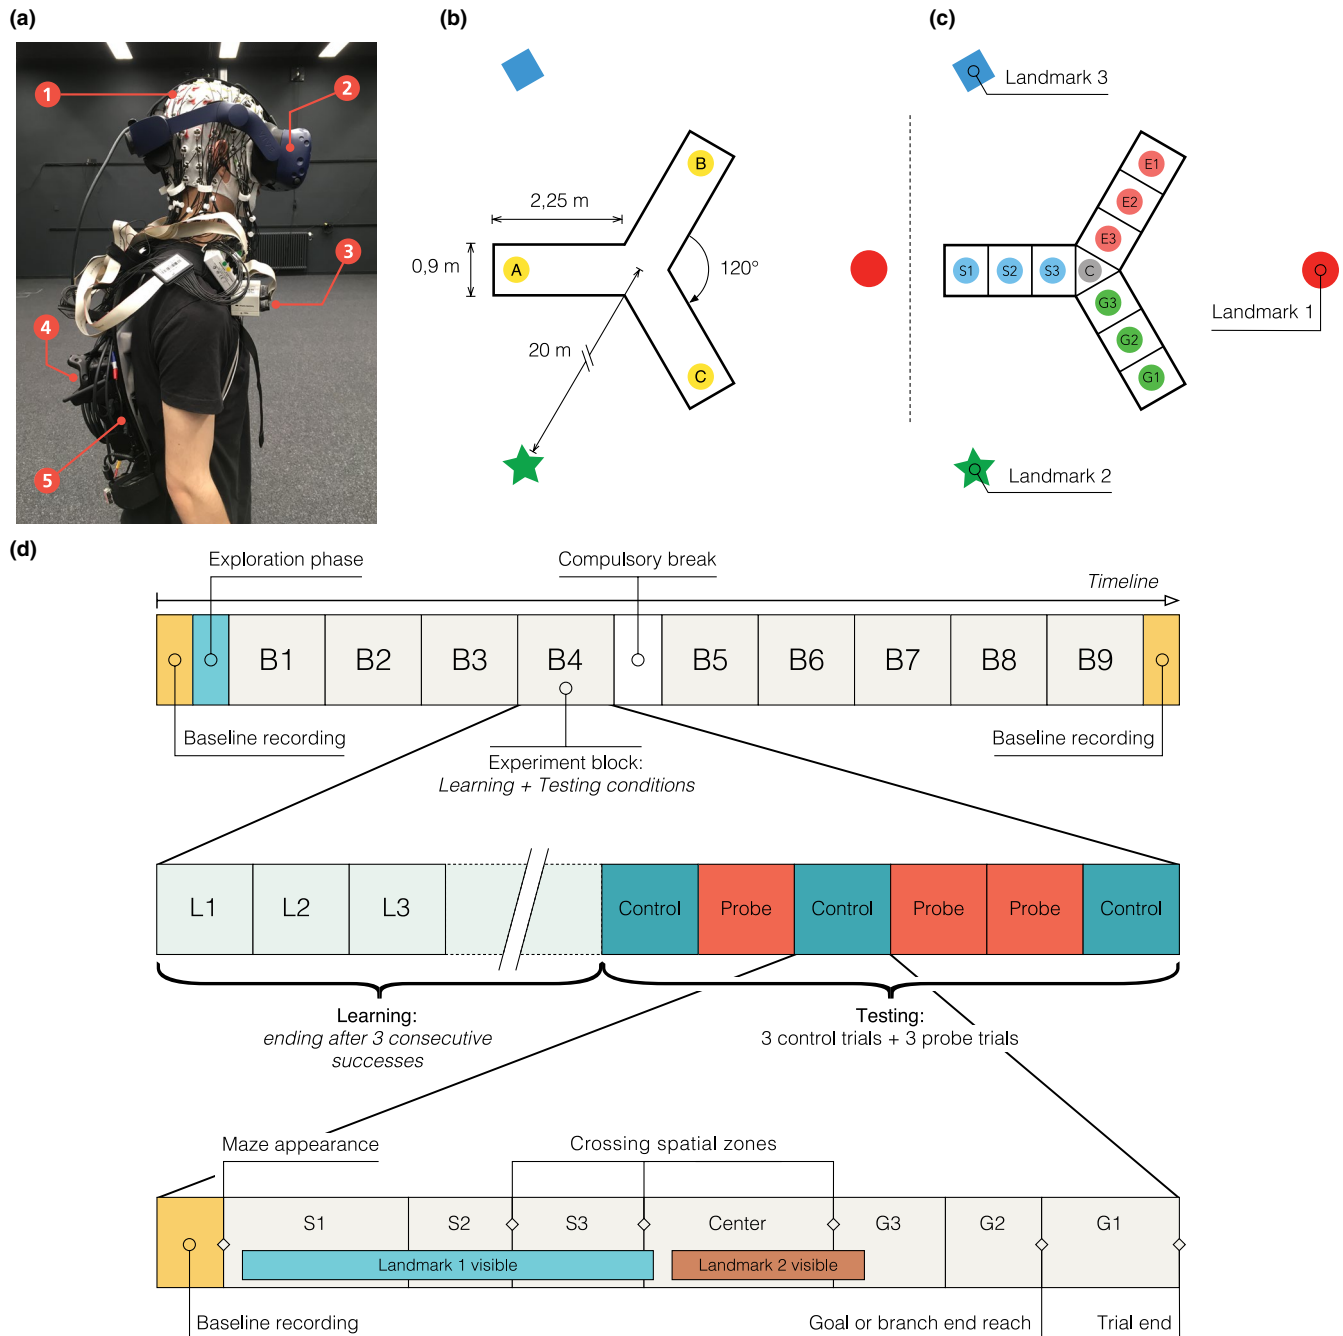 (a)
(b)
(c)
1
2
3
4
5
B
2,25 m
0,9 m
A
120°
20 m
C
Landmark 3
E1
E2
E3
S1
S2
S3
C
G3
G2
G1
Landmark 1
Landmark 2
(d)
Exploration phase
Compulsory break
Timeline
B1
B2
B3
B4
B5
B6
B7
B8
B9
Baseline recording
Experiment block:
Learning + Testing conditions
Baseline recording
L1
L2
L3
Control
Probe
Control
Probe
Probe
Control
Learning:
ending after 3 consecutive
successes
Testing:
3 control trials + 3 probe trials
Maze appearance
Crossing spatial zones
S1
S2
S3
Center
G3
G2
G1
Landmark 1 visible
Landmark 2 visible
Baseline recording
Goal or branch end reach
Trial end